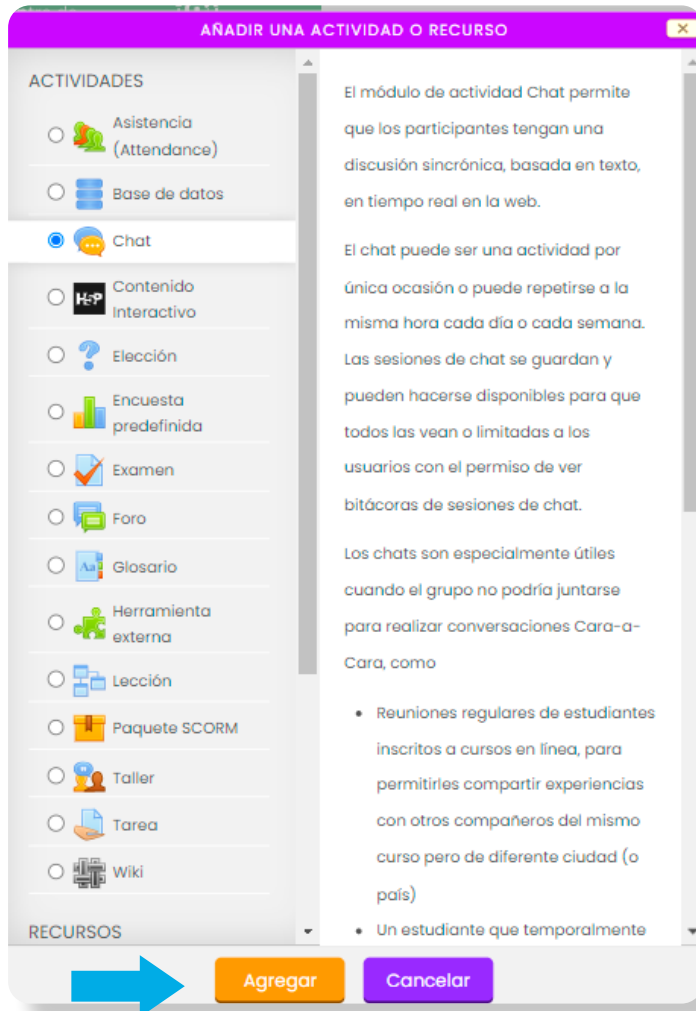 AÑADIR UNA ACTIVIDAD O RECURSO
ACTIVIDADES
Asistencia
(Attendance)
Base de datos
Chat
H5P
Contenido
Interactivo
Elección
Encuesta
predefinida
Examen
Foro
Aa
Glosario
Herramienta
externa
Lección
Paquete SCORM
Taller
Tarea
Wiki
RECURSOS
El módulo de actividad Chat permite
que los participantes tengan una
discusión sincrónica, basada en texto,
en tiempo real en la web.
El chat puede ser una actividad por
única ocasión o puede repetirse a la
misma hora cada día o cada semana.
Las sesiones de chat se guardan y
pueden hacerse disponibles para que
todos las vean o limitadas a los
usuarios con el permiso de ver
bitácoras de sesiones de chat.
Los chats son especialmente útiles
cuando el grupo no podría juntarse
para realizar conversaciones Cara-a-
Cara, como
• Reuniones regulares de estudiantes
inscritos a cursos en línea, para
permitirles compartir experiencias
con otros compañeros del mismo
curso pero de diferente ciudad (o
país)
• Un estudiante que temporalmente
Agregar
Cancelar